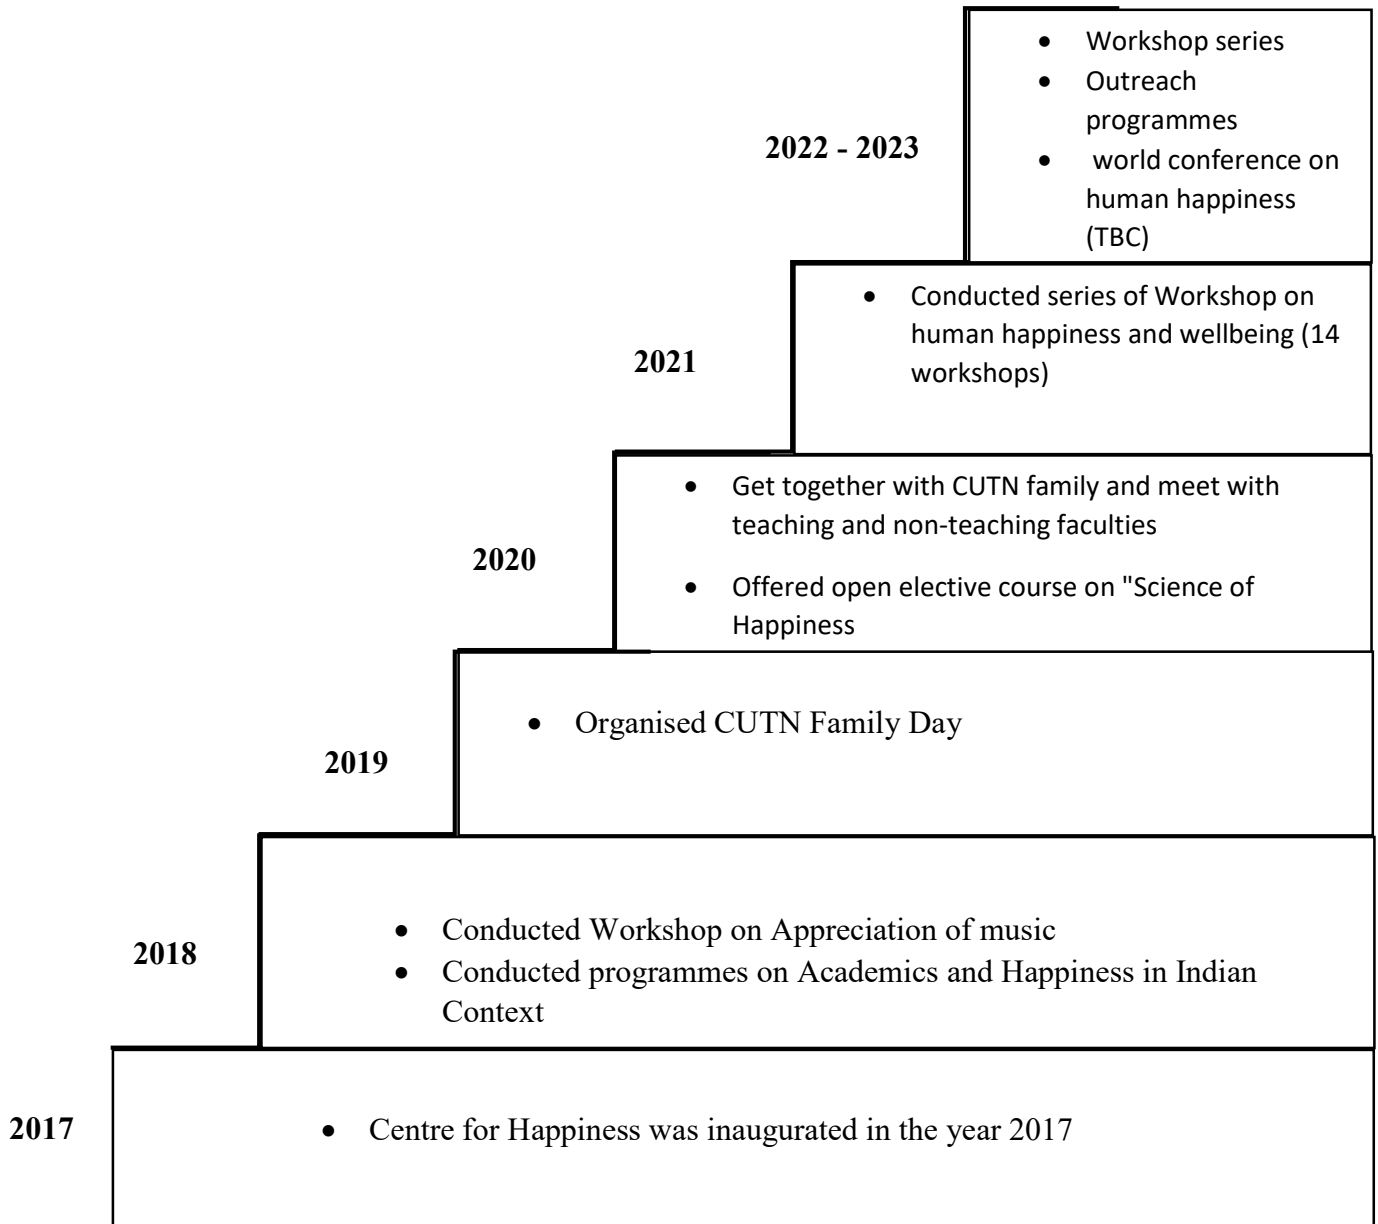 • Workshop series
• Outreach
programmes
2022 - 2023
• world conference on
human happiness
(TBC)
• Conducted series of Workshop on
human happiness and wellbeing (14
workshops)
2021
• Get together with CUTN family and meet with
teaching and non-teaching faculties
2020
• Offered open elective course on "Science of
Happiness
• Organised CUTN Family Day
2019
• Conducted Workshop on Appreciation of music
2018
• Conducted programmes on Academics and Happiness in Indian
Context
2017
• Centre for Happiness was inaugurated in the year 2017